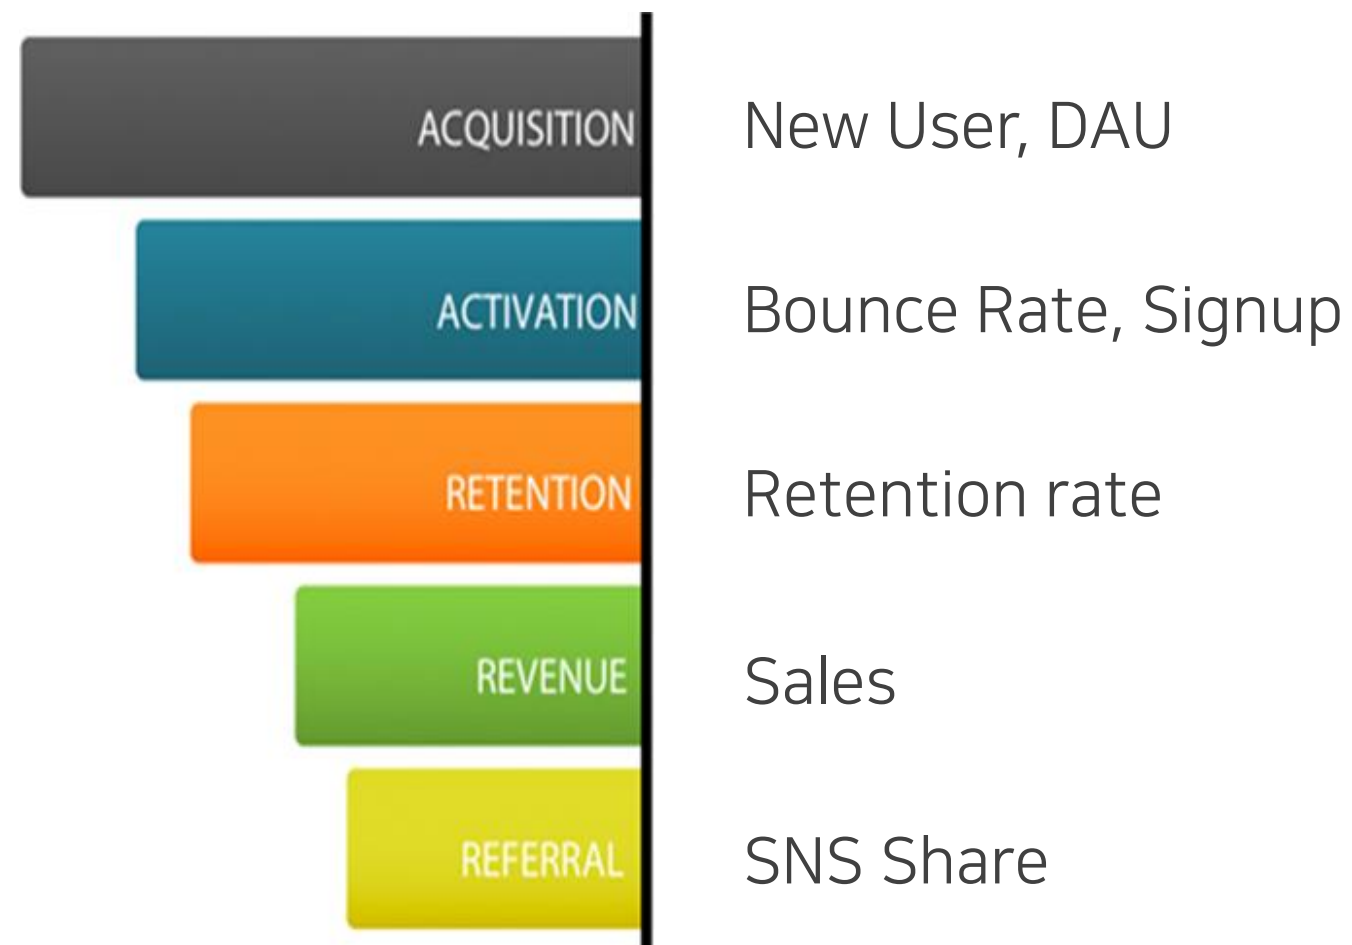 ACQUISITION
New User, DAU
ACTIVATION
Bounce Rate, Signup
RETENTION
Retention rate
REVENUE
Sales
REFERRAL
SNS Share